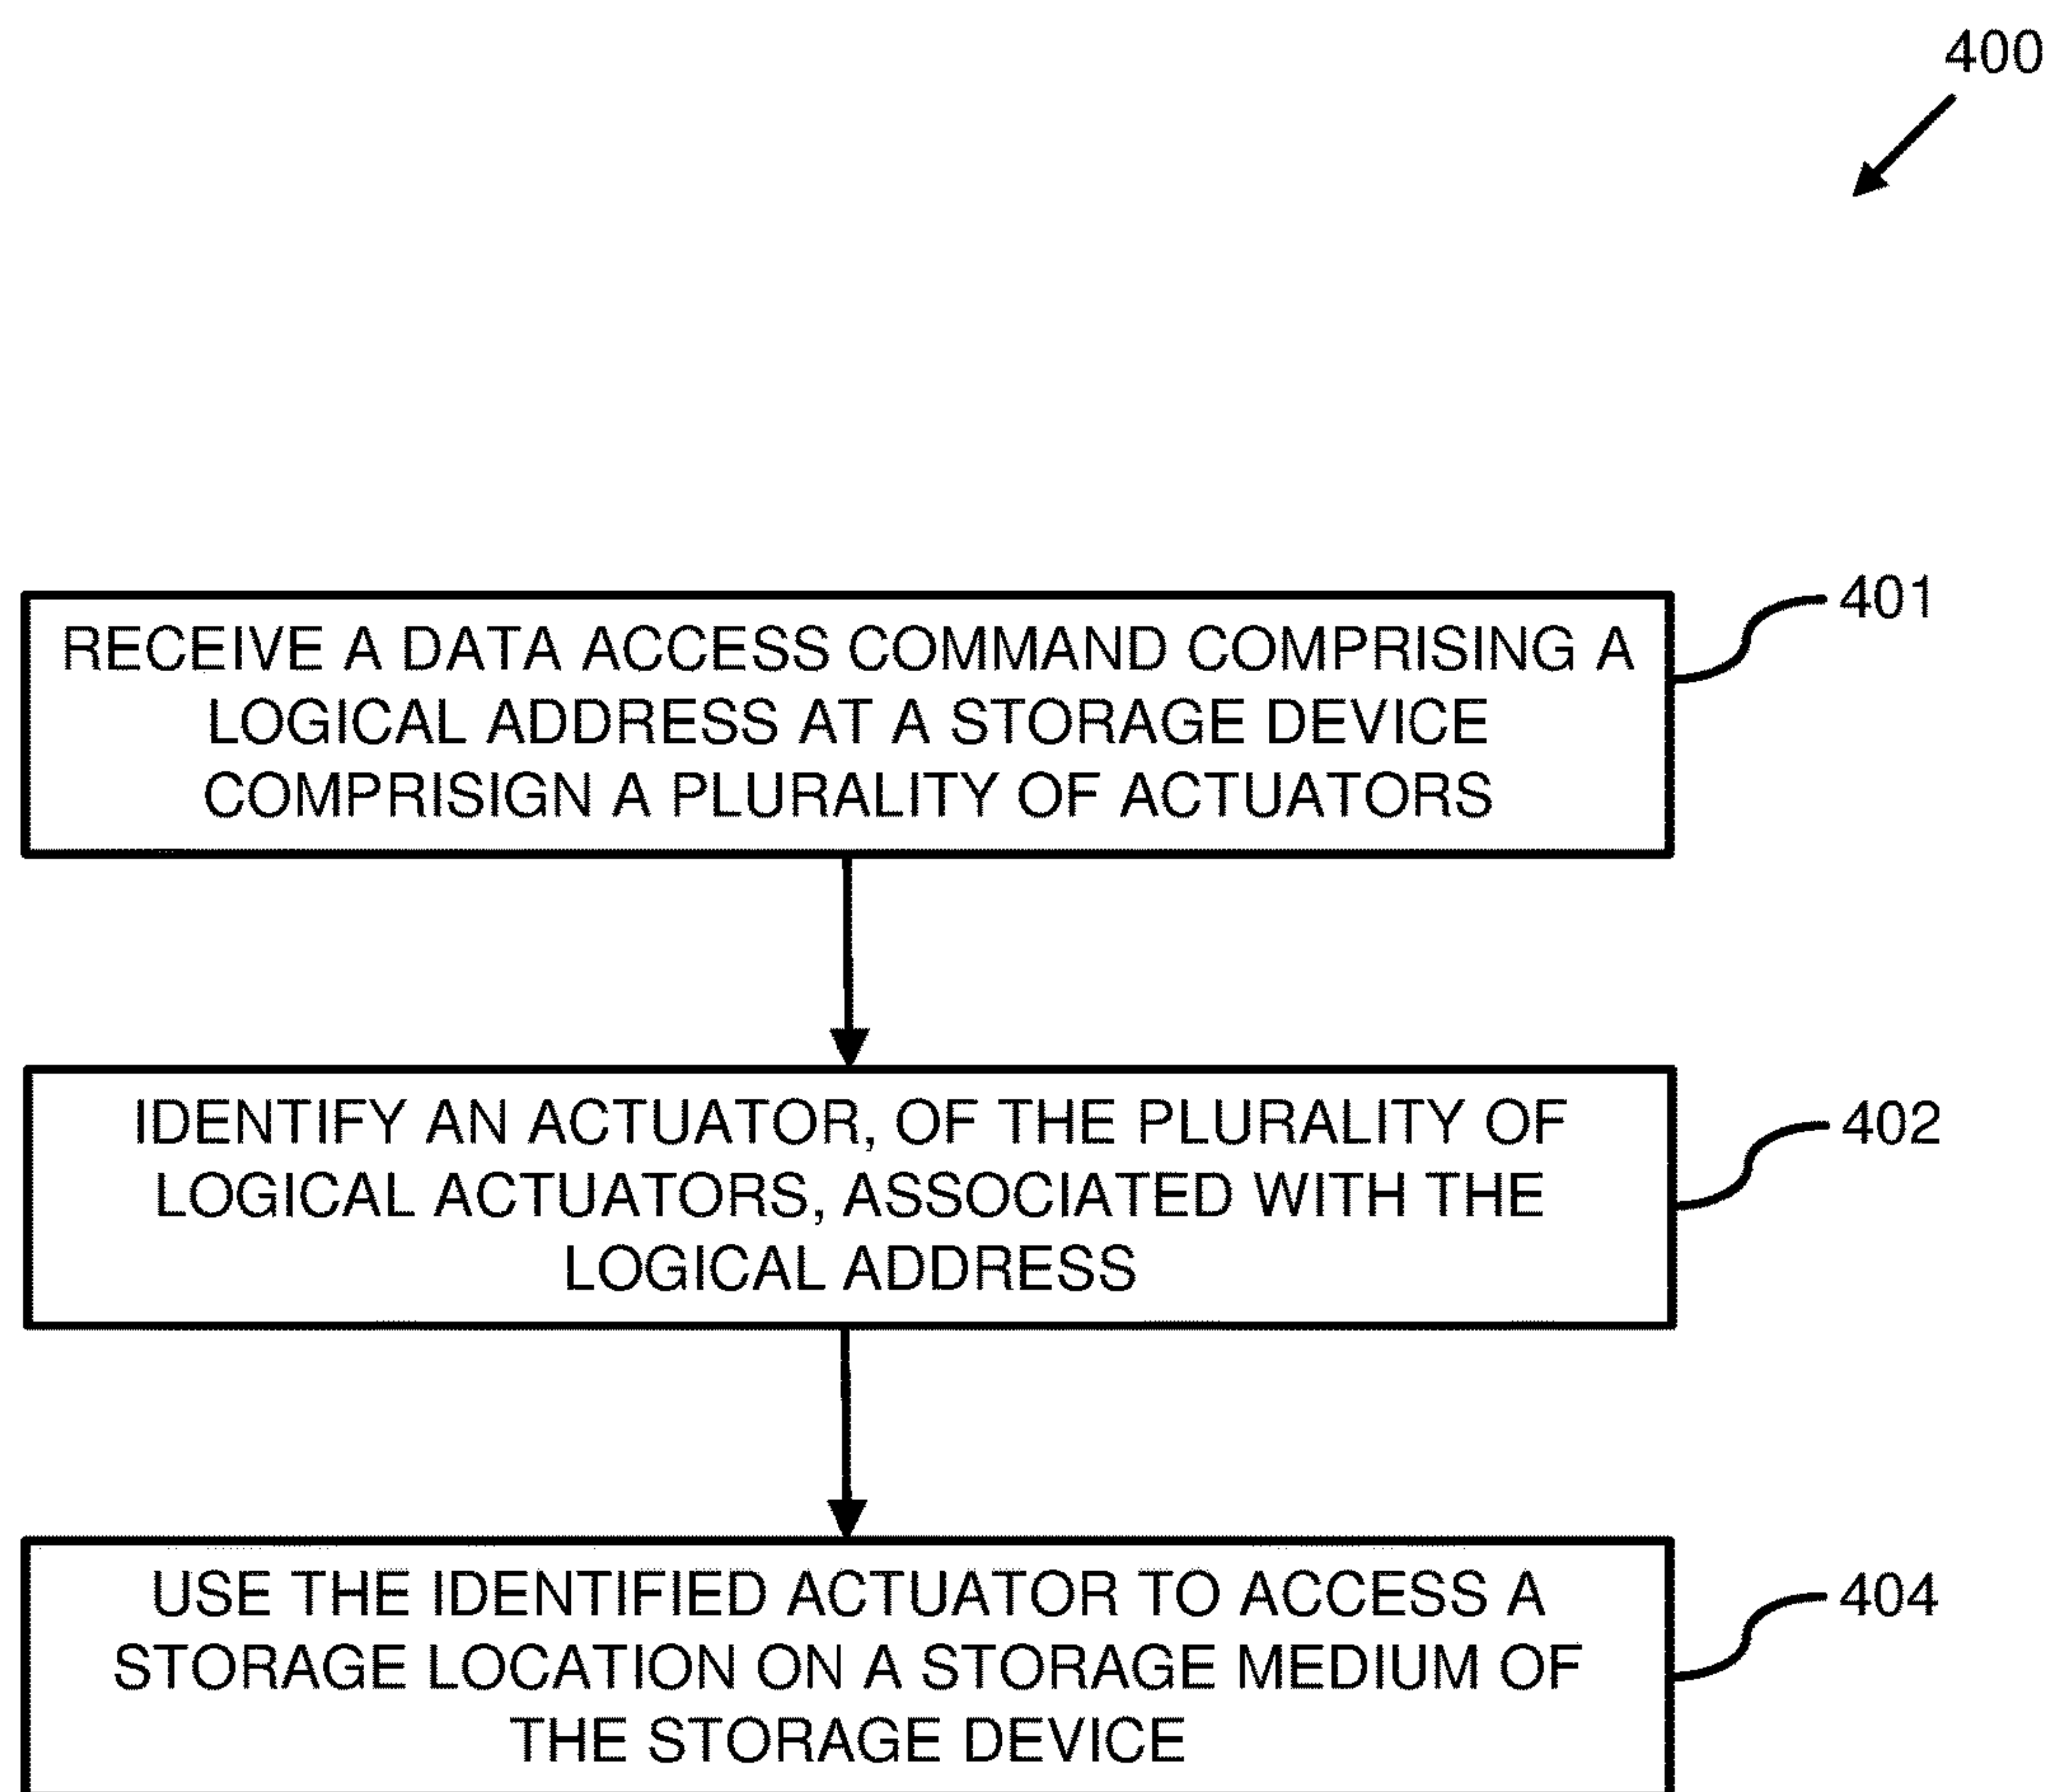 400
RECEIVE A DATA ACCESS COMMAND COMPRISING A
LOGICAL ADDRESS AT A STORAGE DEVICE
COMPRISIGN A PLURALITY OF ACTUATORS
401
IDENTIFY AN ACTUATOR, OF THE PLURALITY OF
LOGICAL ACTUATORS, ASSOCIATED WITH THE
LOGICAL ADDRESS
402
USE THE IDENTIFIED ACTUATOR TO ACCESS A
STORAGE LOCATION ON A STORAGE MEDIUM OF
THE STORAGE DEVICE
404